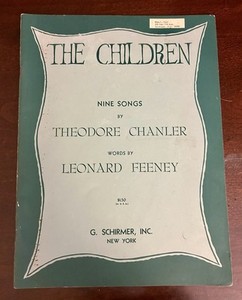 THE CHILDREN
NINE SONGS
BY
THEODORE CHANLER
WORDS BY
LEONARD FEENEY
G. SCHIRMER, INC.
NEW YORK